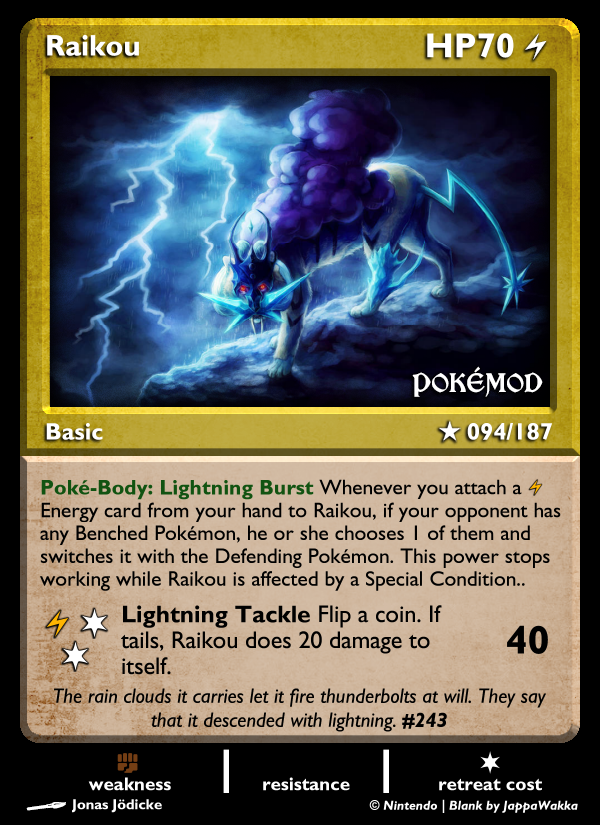 Raikou HP70
POKÉMOD
Basic ★ 094/187
Poké-Body: Lightning Burst Whenever you attach a
Energy card from your hand to Raikou, if your opponent has
any Benched Pokémon, he or she chooses 1 of them and
switches it with the Defending Pokémon. This power stops
working while Raikou is affected by a Special Condition..
Lightning Tackle Flip a coin. If
tails, Raikou does 20 damage to
itself.
40
The rain clouds it carries let it fire thunderbolts at will. They say
that it descended with lightning. #243
weakness resistance retreat cost
Jonas Jödicke © Nintendo | Blank by JappaWakka